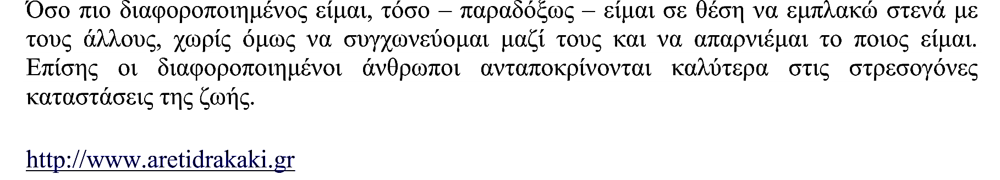 Όσο πιο διαφοροποιημένος είμαι, τόσο – παραδόξως – είμαι σε θέση να εμπλακώ στενά με
τους άλλους, χωρίς όμως να συγχωνεύομαι μαζί τους και να απαρνιέμαι το ποιος είμαι.
Επίσης οι διαφοροποιημένοι άνθρωποι ανταποκρίνονται καλύτερα στις στρεσογόνες
καταστάσεις της ζωής.
http://www.aretidrakaki.gr